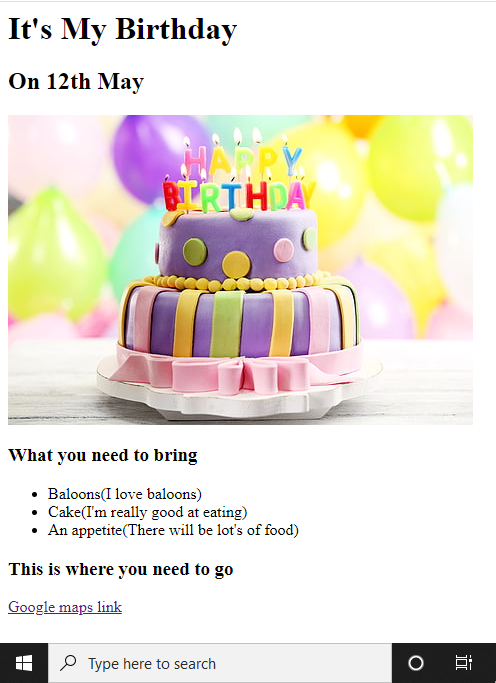 It's My Birthday
On 12th May
HAPPY
BIRTHDAY
What you need to bring
Baloons(I love baloons)
Cake(I'm really good at eating)
An appetite(There will be lot's of food)
This is where you need to go
Google maps link
Type here to search